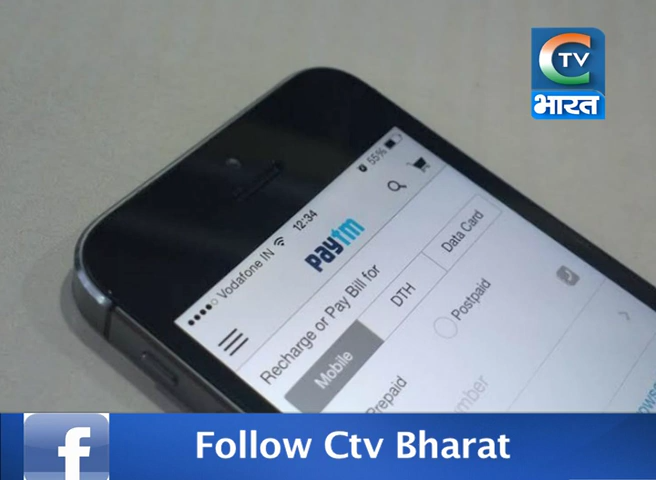 C TV
भारत
55%
Vodafone IN 12:34
paytm
Recharge or Pay Bill for
Mobile DTH Data Card
Prepaid Postpaid
Follow Ctv Bharat
f